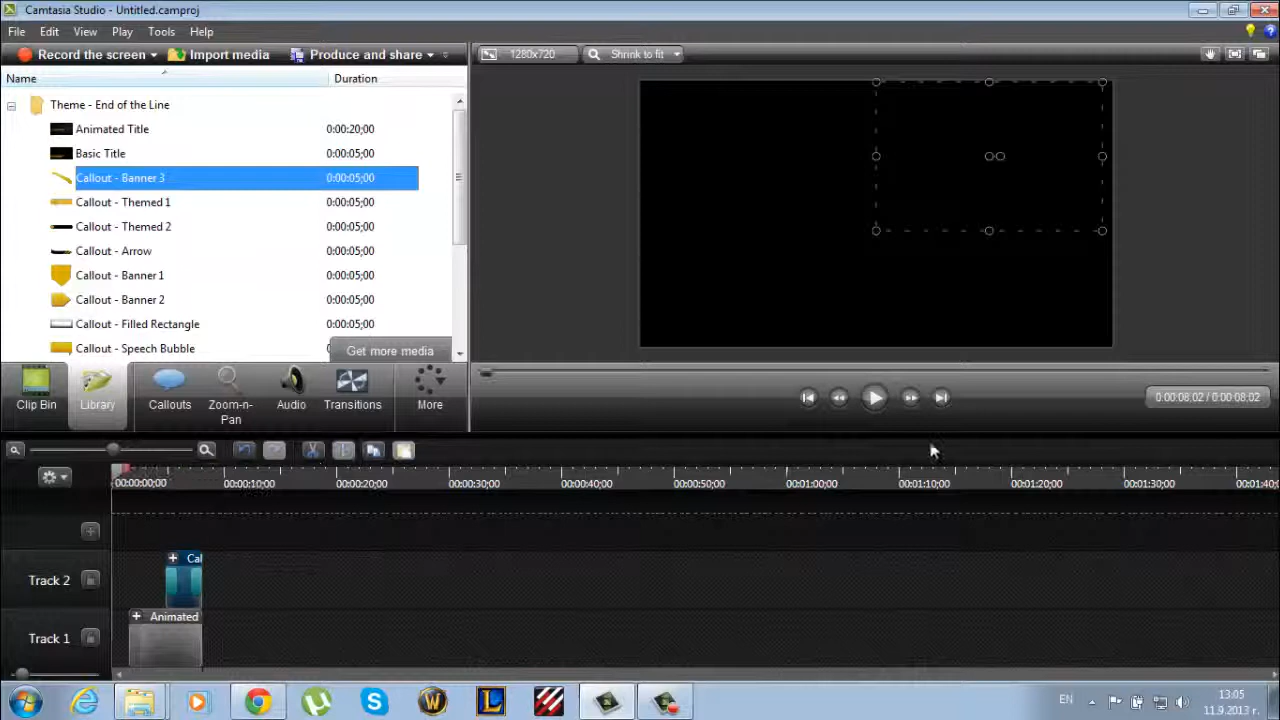 Camtasia Studio - Untitled.camproj
File Edit View Play Tools Help
Record the screen Import media Produce and share
1280x720 Shrink to fit
Name Duration
Theme - End of the Line
Animated Title 0:00:20;00
Basic Title 0:00:05;00
Callout - Banner 3 0:00:05;00
Callout - Themed 1 0:00:05;00
Callout - Themed 2 0:00:05;00
Callout - Arrow 0:00:05;00
Callout - Banner 1 0:00:05;00
Callout - Banner 2 0:00:05;00
Callout - Filled Rectangle 0:00:05;00
Callout - Speech Bubble 0:00:05;00
Get more media
Clip Bin Library Callouts Zoom-n-Pan Audio Transitions More
0:00:08;02 / 0:00:08;02
00:00:00;00 00:00:10;00 00:00:20;00 00:00:30;00 00:00:40;00 00:00:50;00 00:01:00;00 00:01:10;00 00:01:20;00 00:01:30;00 00:01:40;0
Cal
Track 2
Animated
Track 1
EN
13:05
11.9.2013 г.